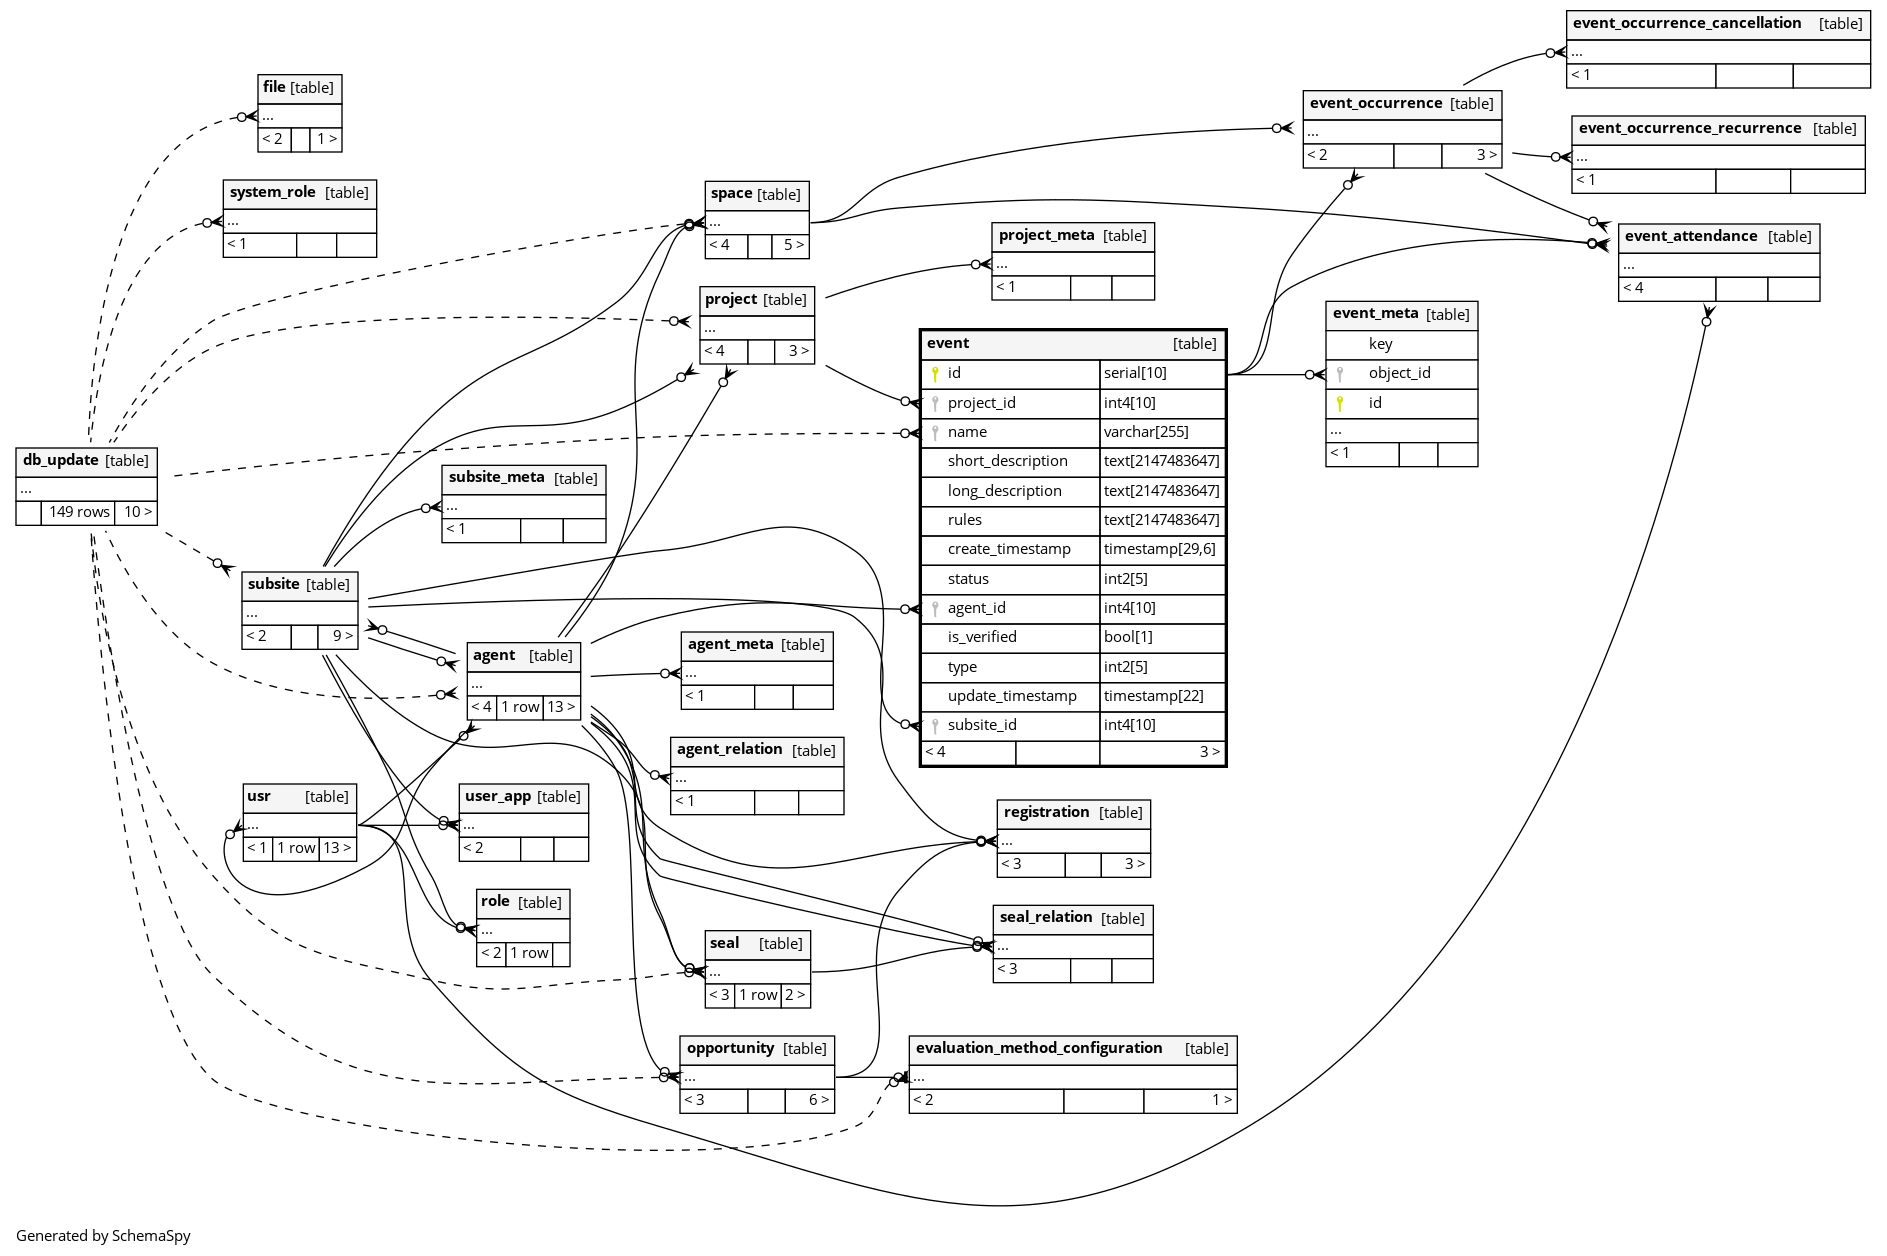 event_occurrence_cancellation [table]
...
< 1
file [table]
...
< 2 1 >
event_occurrence [table]
...
< 2 3 >
event_occurrence_recurrence [table]
...
< 1
system_role [table]
...
< 1
space [table]
...
< 4 5 >
project_meta [table]
...
< 1
event_attendance [table]
...
< 4
project [table]
...
< 4 3 >
event [table]
id serial[10]
project_id int4[10]
name varchar[255]
short_description text[2147483647]
long_description text[2147483647]
rules text[2147483647]
create_timestamp timestamp[29,6]
status int2[5]
agent_id int4[10]
is_verified bool[1]
type int2[5]
update_timestamp timestamp[22]
subsite_id int4[10]
< 4 3 >
event_meta [table]
key
object_id
id
...
< 1
db_update [table]
...
149 rows 10 >
subsite_meta [table]
...
< 1
subsite [table]
...
< 2 9 >
agent [table]
...
< 4 1 row 13 >
agent_meta [table]
...
< 1
agent_relation [table]
...
< 1
usr [table]
...
< 1 1 row 13 >
user_app [table]
...
< 2
registration [table]
...
< 3 3 >
role [table]
...
< 2 1 row
seal [table]
...
< 3 1 row 2 >
seal_relation [table]
...
< 3
opportunity [table]
...
< 3 6 >
evaluation_method_configuration [table]
...
< 2 1 >
Generated by SchemaSpy